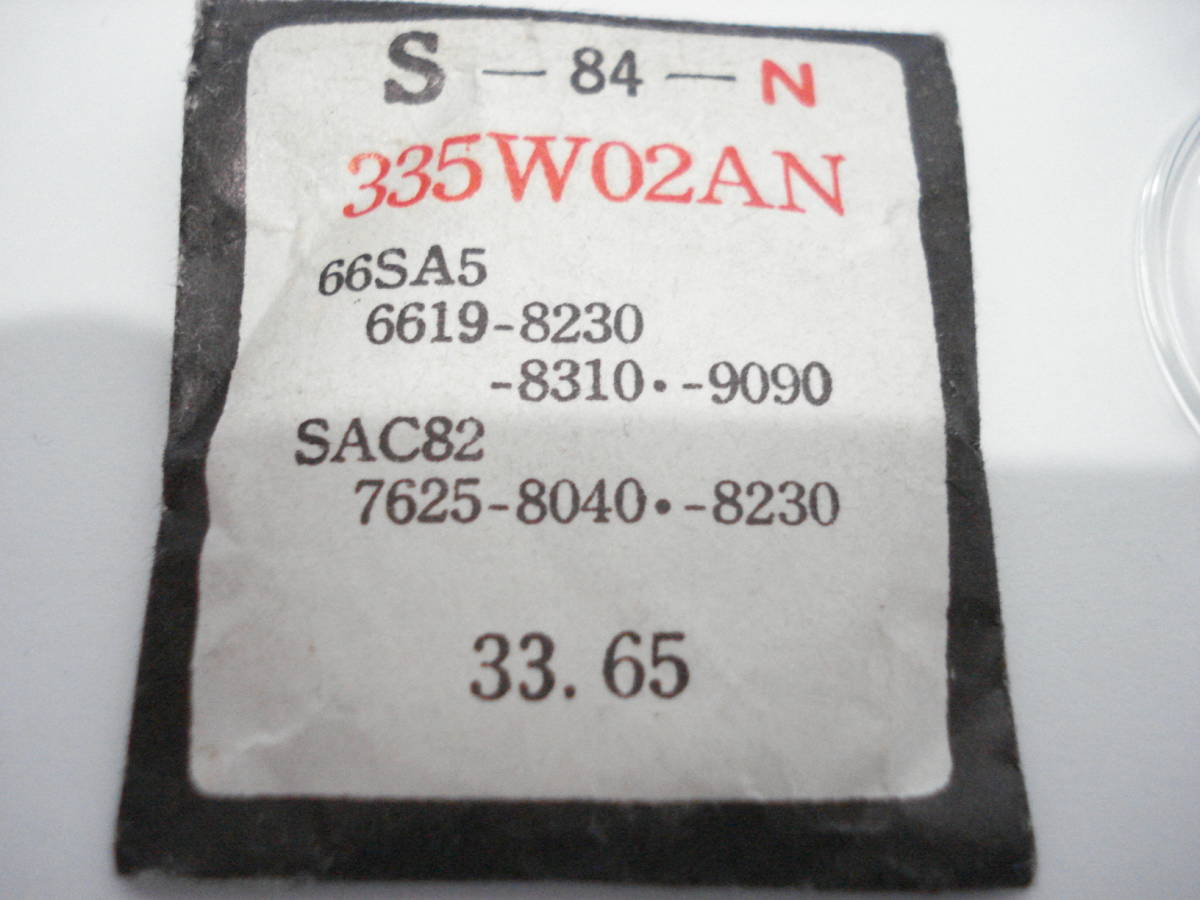 S — 84 — N
335W02AN
66SA5
6619-8230
-8310・-9090
SAC82
7625-8040・-8230
33.65